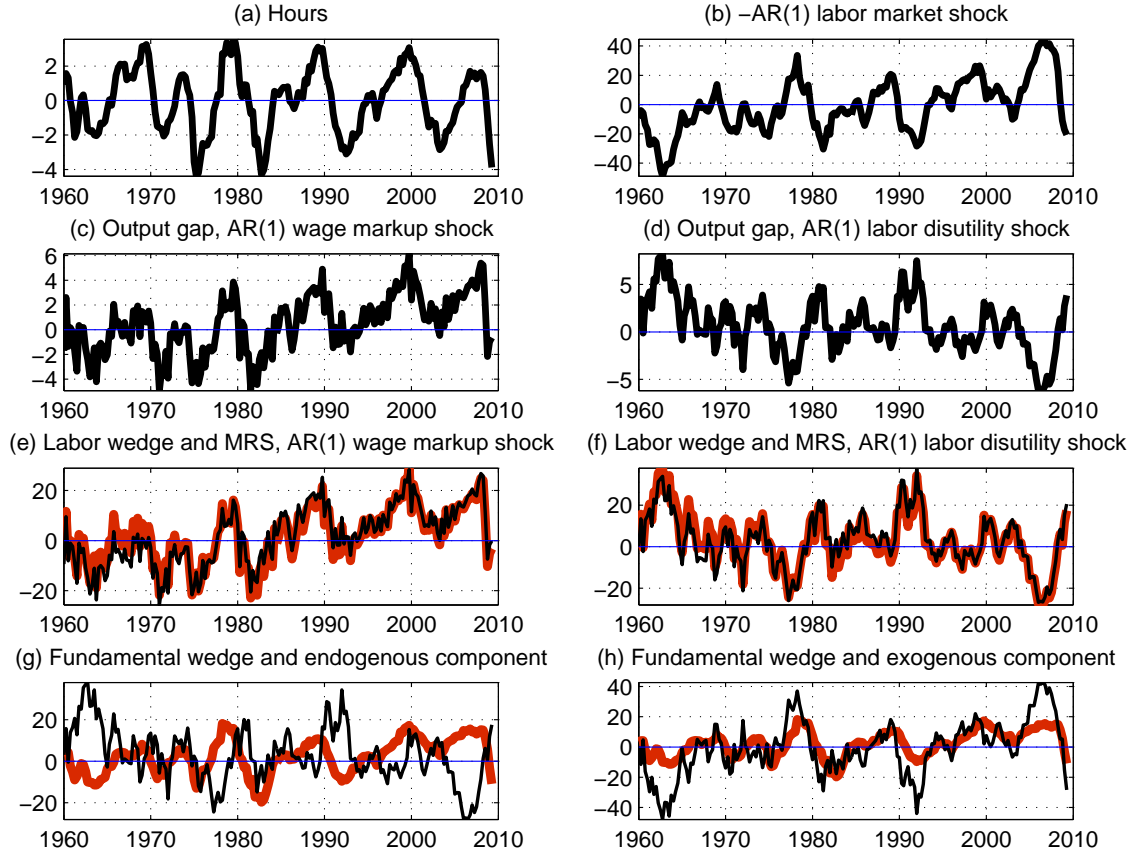 (a) Hours
2
0
−2
−4
1960 1970 1980 1990 2000 2010
(b) −AR(1) labor market shock
40
20
0
−20
−40
1960 1970 1980 1990 2000 2010
(c) Output gap, AR(1) wage markup shock
6
4
2
0
−2
−4
1960 1970 1980 1990 2000 2010
(d) Output gap, AR(1) labor disutility shock
5
0
−5
1960 1970 1980 1990 2000 2010
(e) Labor wedge and MRS, AR(1) wage markup shock
20
0
−20
1960 1970 1980 1990 2000 2010
(f) Labor wedge and MRS, AR(1) labor disutility shock
20
0
−20
1960 1970 1980 1990 2000 2010
(g) Fundamental wedge and endogenous component
20
0
−20
1960 1970 1980 1990 2000 2010
(h) Fundamental wedge and exogenous component
40
20
0
−20
−40
1960 1970 1980 1990 2000 2010